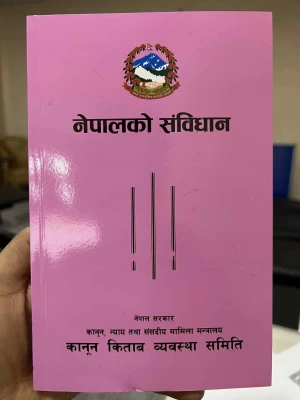 नेपालको संविधान
नेपाल सरकार
कानून, न्याय तथा संसदीय मामिला मन्त्रालय
कानून किताब व्यवस्था समिति